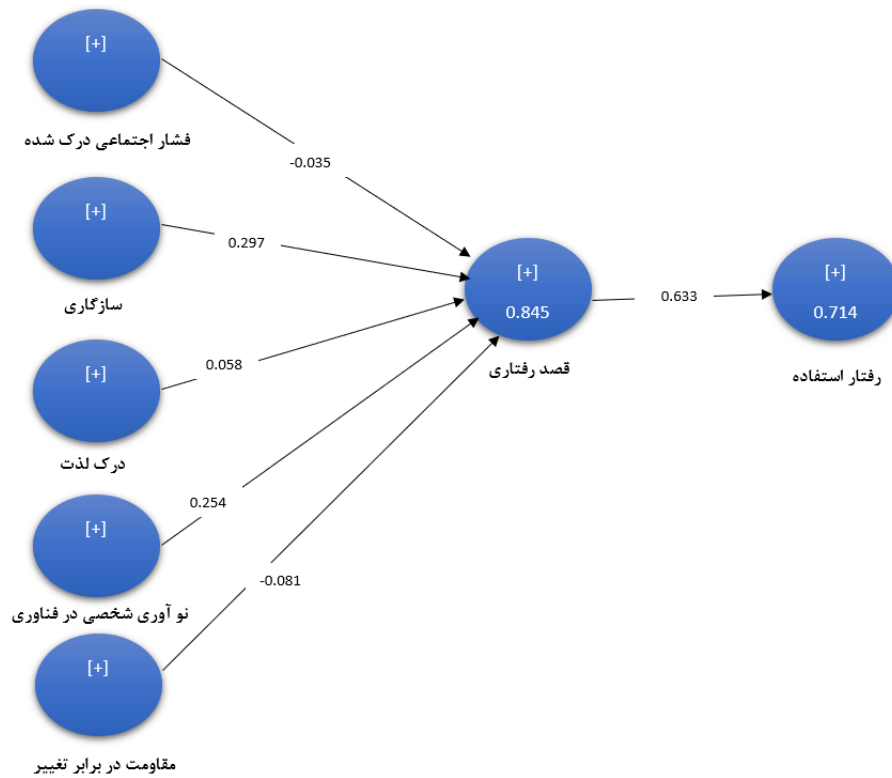 [+]
فشار اجتماعی درک شده
-0.035
[+]
سازگاری
0.297
[+]
درک لذت
0.058
[+]
نو آوری شخصی در فناوری
0.254
[+]
مقاومت در برابر تغییر
-0.081
[+]
0.845
قصد رفتاری
0.633
[+]
0.714
رفتار استفاده